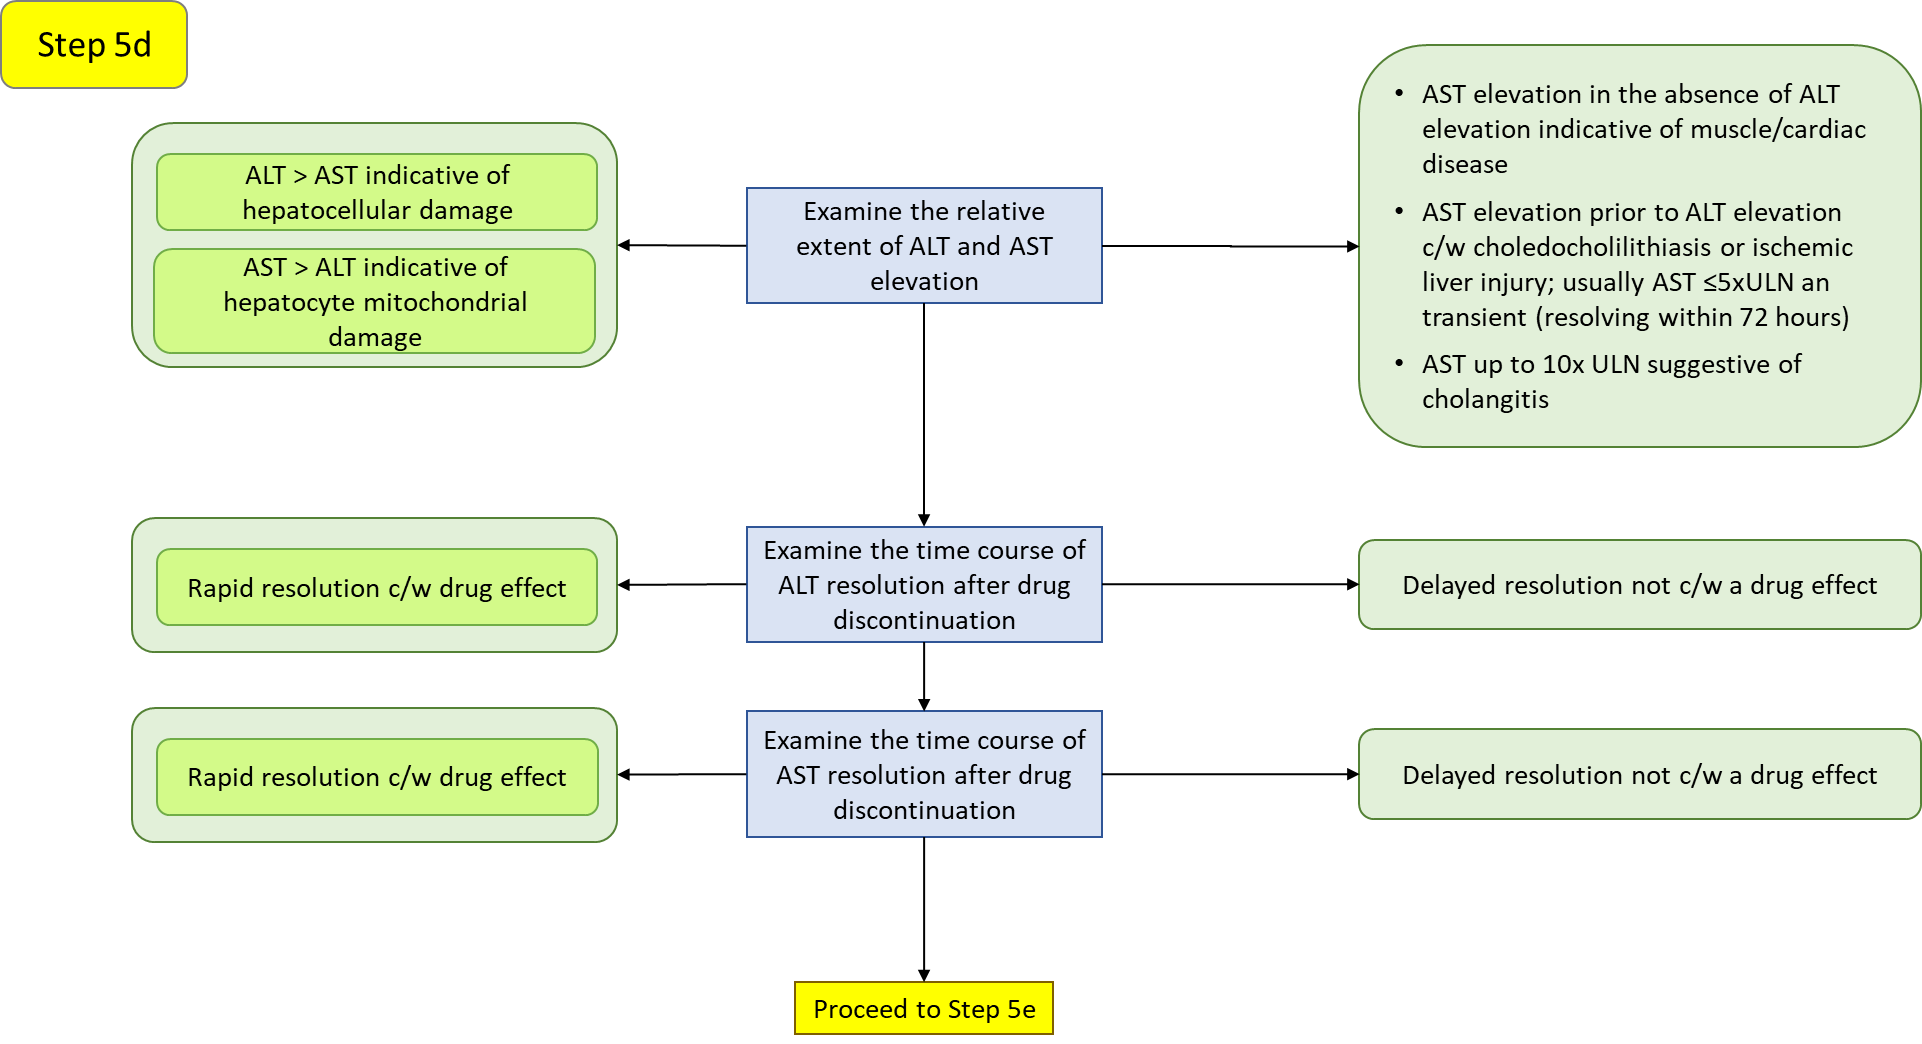 Step 5d
ALT > AST indicative of
hepatocellular damage
AST > ALT indicative of
hepatocyte mitochondrial
damage
Examine the relative
extent of ALT and AST
elevation
• AST elevation in the absence of ALT
elevation indicative of muscle/cardiac
disease
• AST elevation prior to ALT elevation
c/w choledocholilithiasis or ischemic
liver injury; usually AST ≤5xULN an
transient (resolving within 72 hours)
• AST up to 10x ULN suggestive of
cholangitis
Rapid resolution c/w drug effect
Examine the time course of
ALT resolution after drug
discontinuation
Delayed resolution not c/w a drug effect
Rapid resolution c/w drug effect
Examine the time course of
AST resolution after drug
discontinuation
Delayed resolution not c/w a drug effect
Proceed to Step 5e